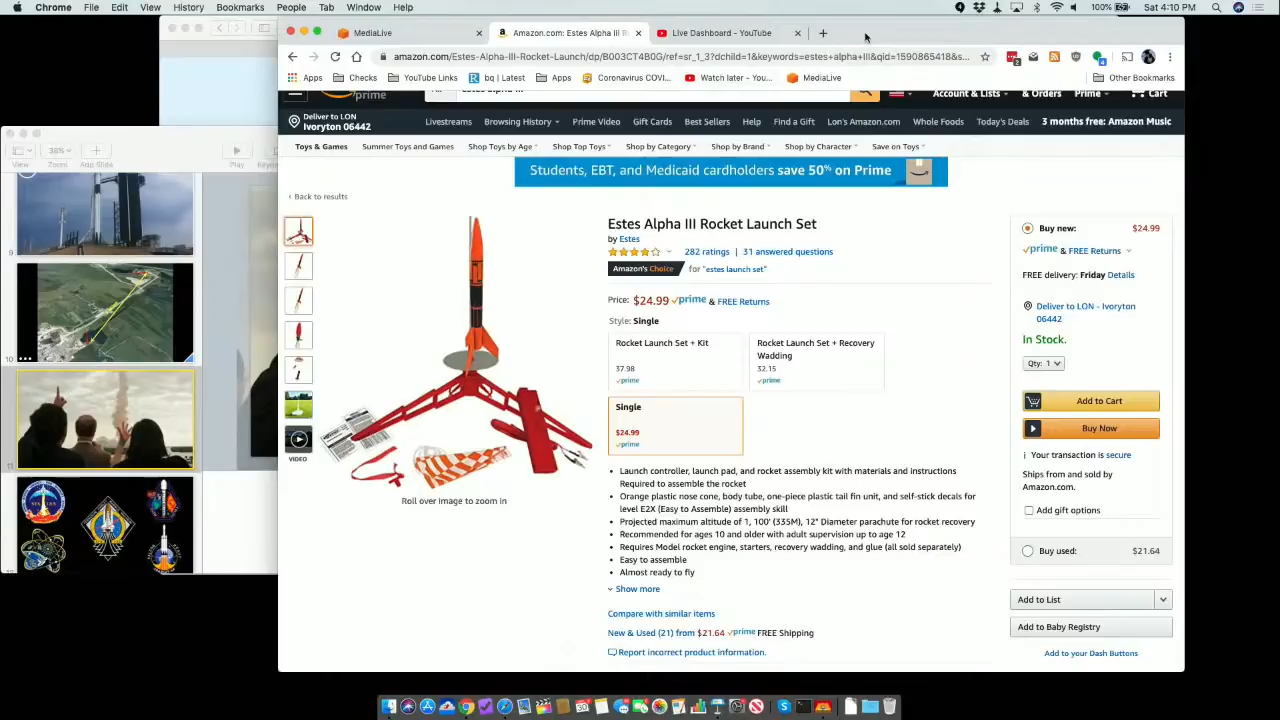 Chrome File Edit View History Bookmarks People Tab Window Help
100% Sat 4:10 PM
MediaLive
Amazon.com: Estes Alpha III R
Live Dashboard - YouTube
amazon.com/Estes-Alpha-III-Rocket-Launch/dp/B003CT4B0G/ref=sr_1_3?dchild=1&keywords=estes+alpha+III&qid=1590865418&s...
Apps Checks YouTube Links bq | Latest Apps Coronavirus COVI... Watch later - You... MediaLive Other Bookmarks
prime
All
estes alpha iii
Account & Lists & Orders Prime Cart
Deliver to LON
Ivoryton 06442
Livestreams Browsing History Prime Video Gift Cards Best Sellers Help Find a Gift Lon's Amazon.com Whole Foods Today's Deals 3 months free: Amazon Music
Toys & Games Summer Toys and Games Shop Toys by Age Shop Top Toys Shop by Category Shop by Brand Shop by Character Save on Toys
Students, EBT, and Medicaid cardholders save 50% on Prime
‹ Back to results
Estes Alpha III Rocket Launch Set
by Estes
282 ratings | 31 answered questions
Amazon's Choice for "estes launch set"
Price: $24.99 prime & FREE Returns
Style: Single
Rocket Launch Set + Kit
37.98
prime
Rocket Launch Set + Recovery
Wadding
32.15
prime
Single
$24.99
prime
• Launch controller, launch pad, and rocket assembly kit with materials and instructions
Required to assemble the rocket
• Orange plastic nose cone, body tube, one-piece plastic tail fin unit, and self-stick decals for
level E2X (Easy to Assemble) assembly skill
• Projected maximum altitude of 1, 100' (335M), 12" Diameter parachute for rocket recovery
• Recommended for ages 10 and older with adult supervision up to age 12
• Requires Model rocket engine, starters, recovery wadding, and glue (all sold separately)
• Easy to assemble
• Almost ready to fly
Show more
Compare with similar items
New & Used (21) from $21.64 prime FREE Shipping
Report incorrect product information.
VIDEO
Roll over image to zoom in
Buy new: $24.99
prime & FREE Returns
FREE delivery: Friday Details
Deliver to LON - Ivoryton
06442
In Stock.
Qty: 1
Add to Cart
Buy Now
Your transaction is secure
Ships from and sold by
Amazon.com.
Add gift options
Buy used: $21.64
Add to List
Add to Baby Registry
Add to your Dash Buttons
38%
View Zoom Add Slide Play
9
10
11